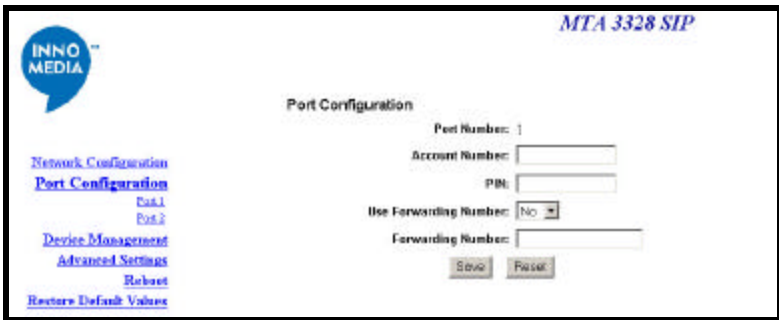 MTA 3328 SIP
INNO
MEDIA
™
Port Configuration
Port Number: 1
Account Number:
PIN:
Use Forwarding Number: No
Forwarding Number:
Save Reset
Network Configuration
Port Configuration
Port 1
Port 2
Device Management
Advanced Settings
Reboot
Restore Default Values